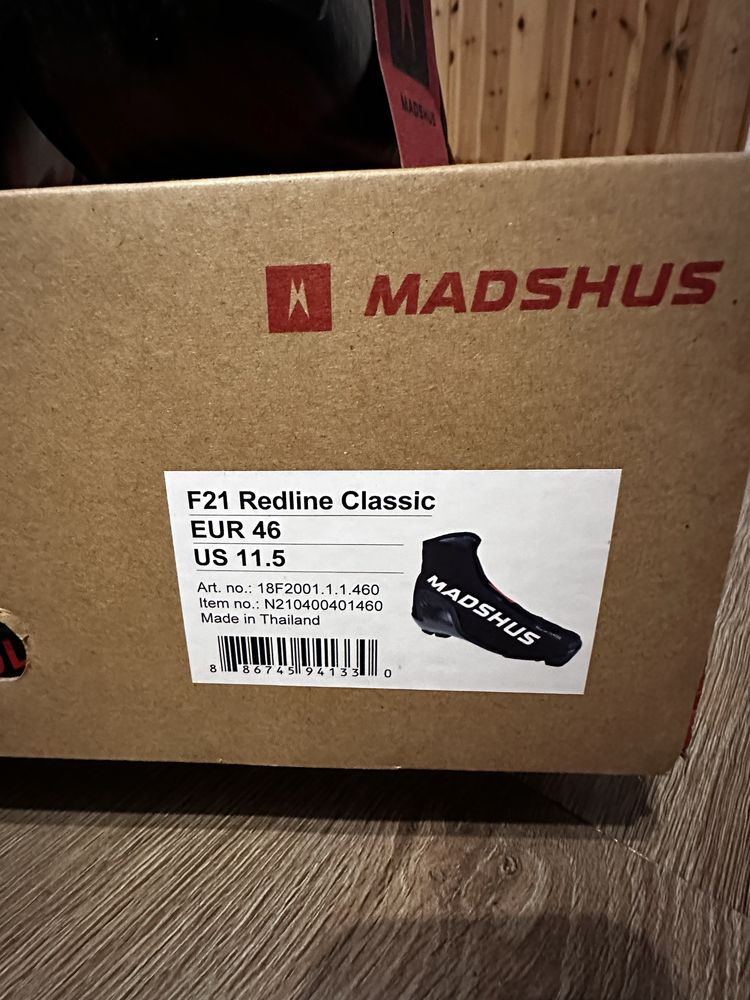 MADSHUS
MADSHUS
F21 Redline Classic
EUR 46
US 11.5
Art. no.: 18F2001.1.1.460
Item no.: N210400401460
Made in Thailand
MADSHUS
8 86745 94133 0